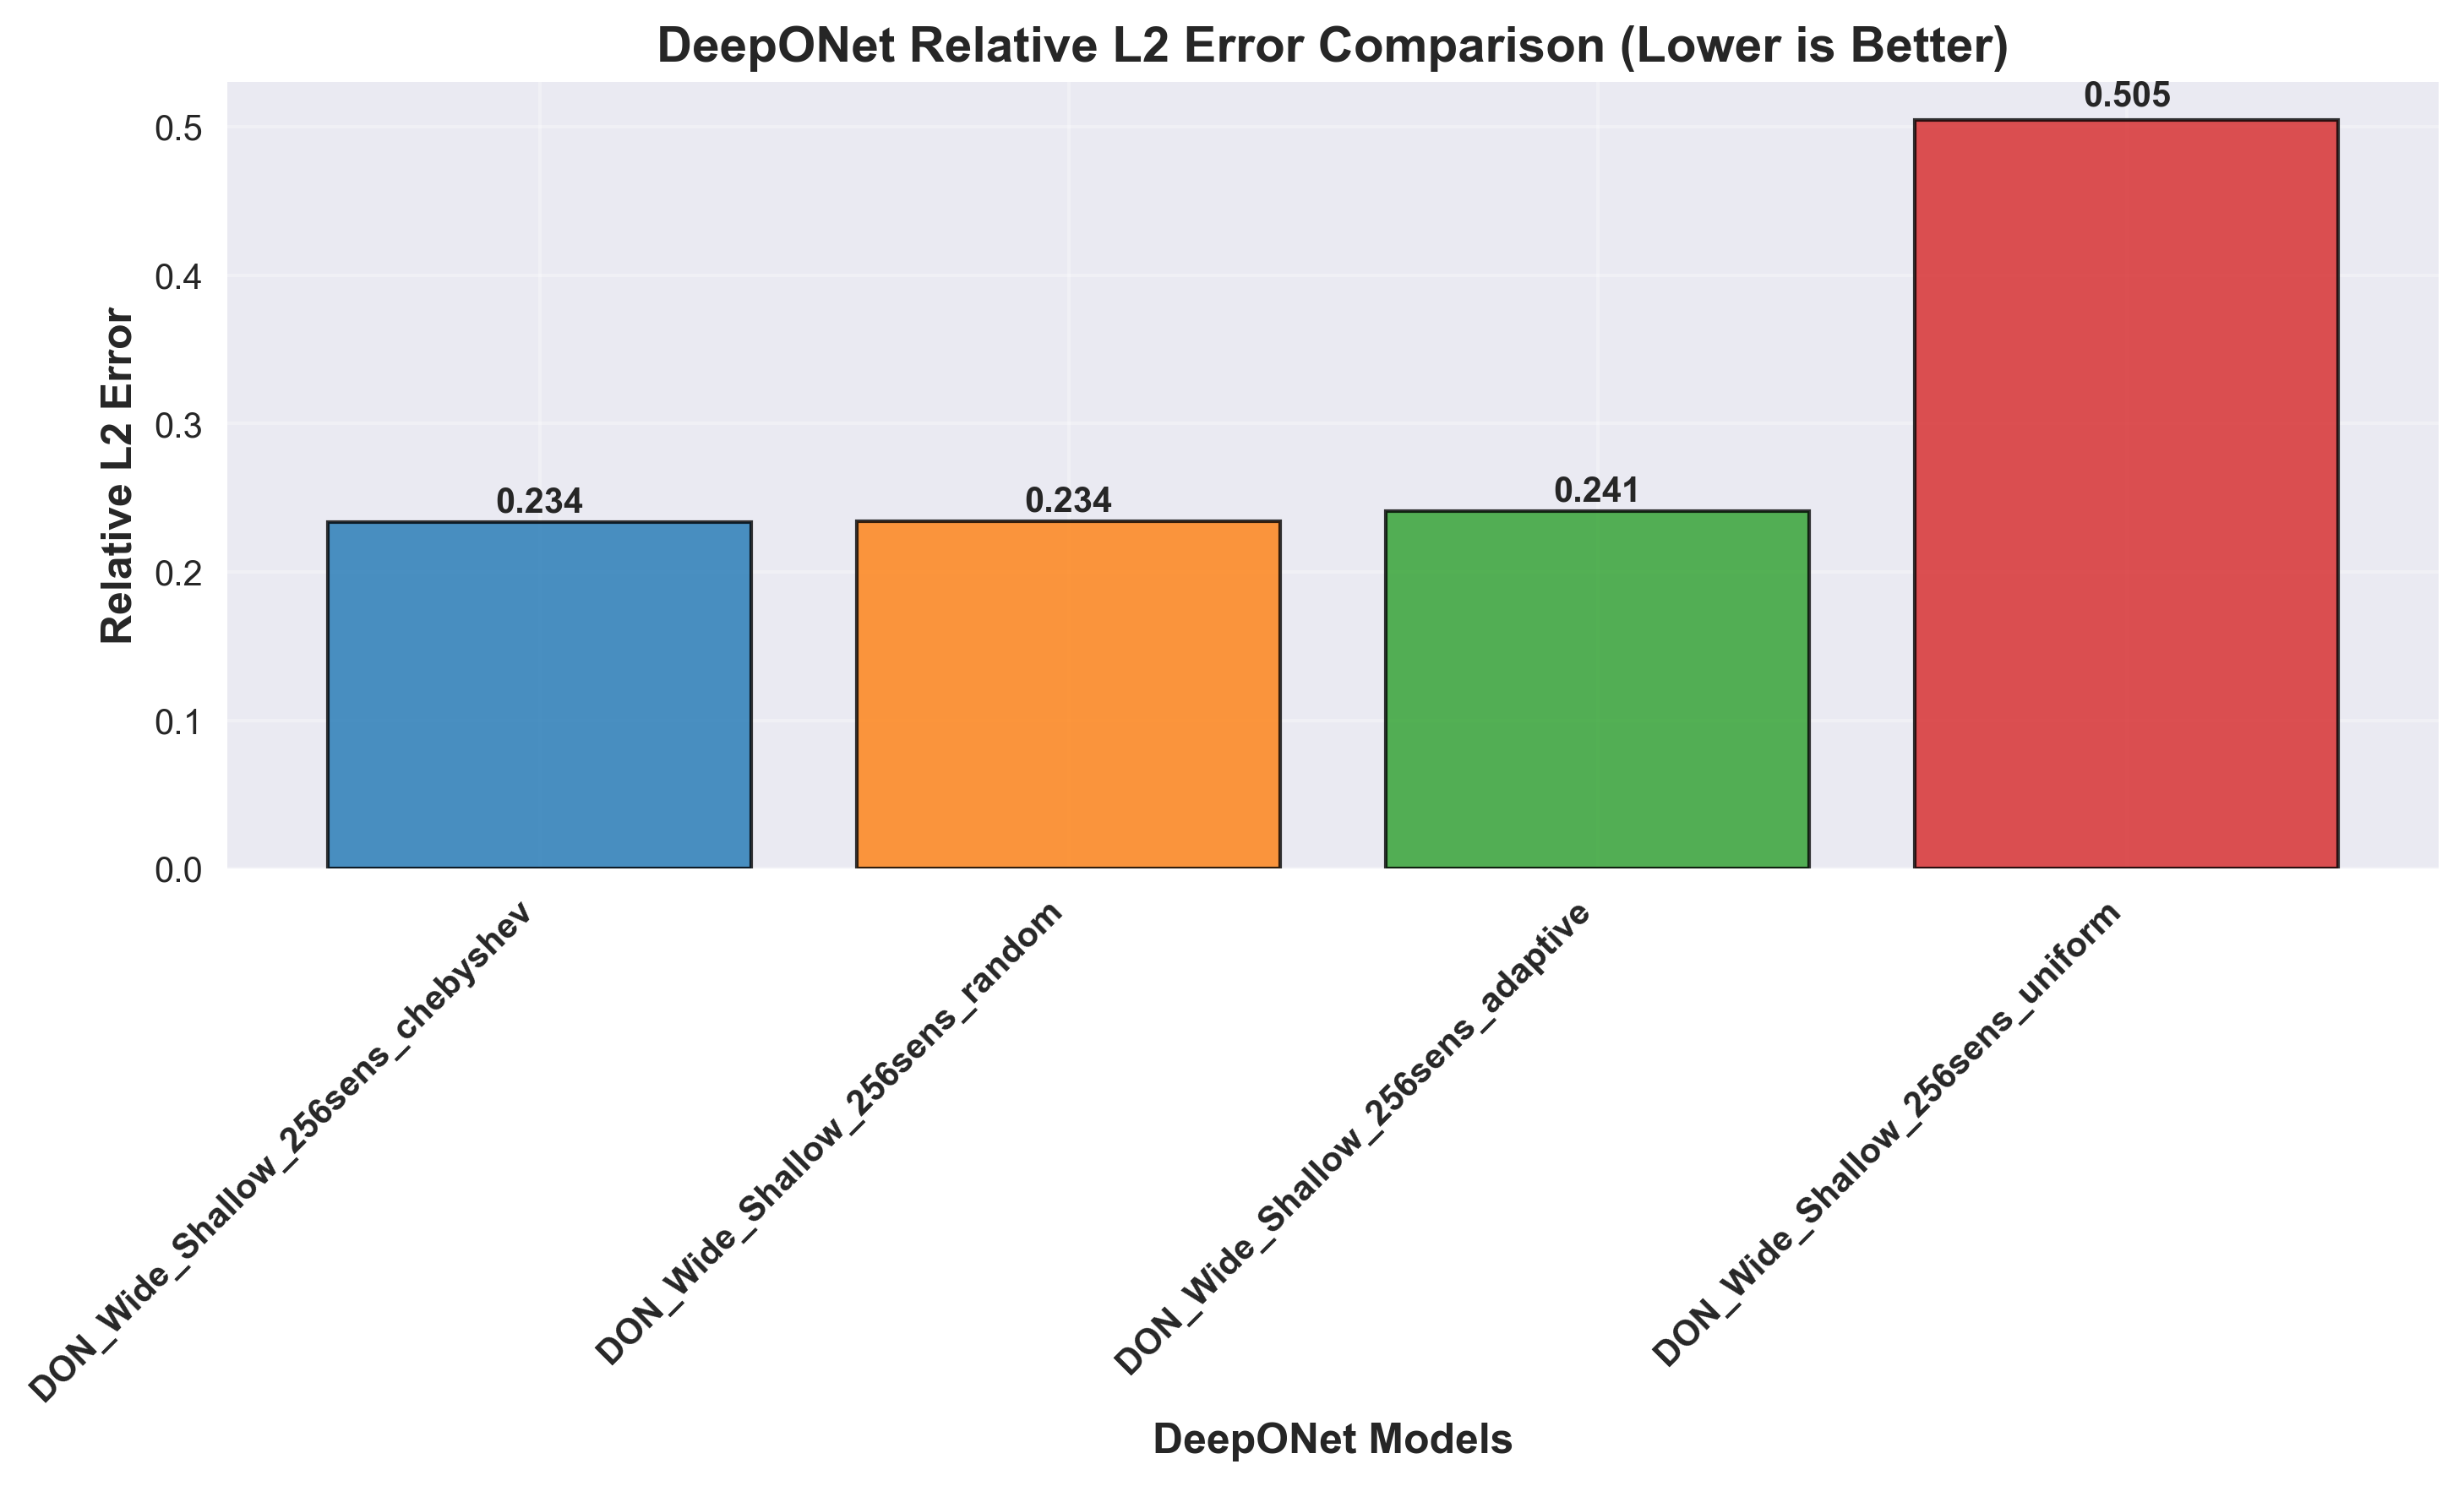 DeepONet Relative L2 Error Comparison (Lower is Better)
Relative L2 Error
0.5
0.4
0.3
0.2
0.1
0.0
0.234
0.234
0.241
0.505
DON_Wide_Shallow_256sens_chebyshev
DON_Wide_Shallow_256sens_random
DON_Wide_Shallow_256sens_adaptive
DON_Wide_Shallow_256sens_uniform
DeepONet Models